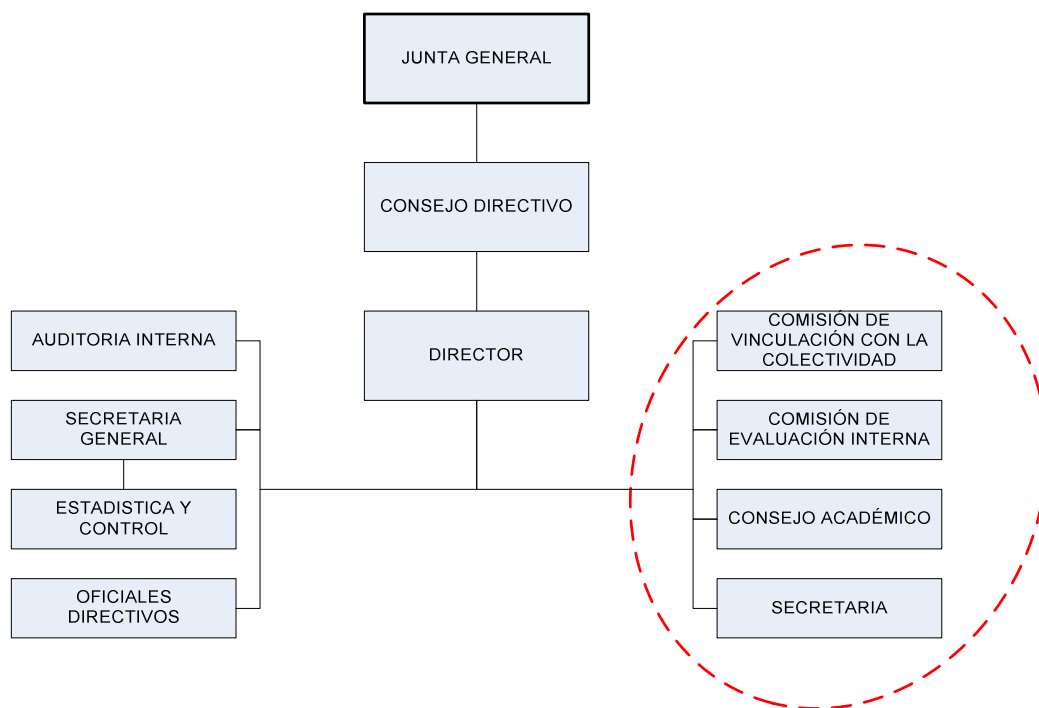 JUNTA GENERAL
CONSEJO DIRECTIVO
DIRECTOR
AUDITORIA INTERNA
SECRETARIA
GENERAL
ESTADISTICA Y
CONTROL
OFICIALES
DIRECTIVOS
COMISIÓN DE
VINCULACIÓN CON LA
COLECTIVIDAD
COMISIÓN DE
EVALUACIÓN INTERNA
CONSEJO ACADÉMICO
SECRETARIA